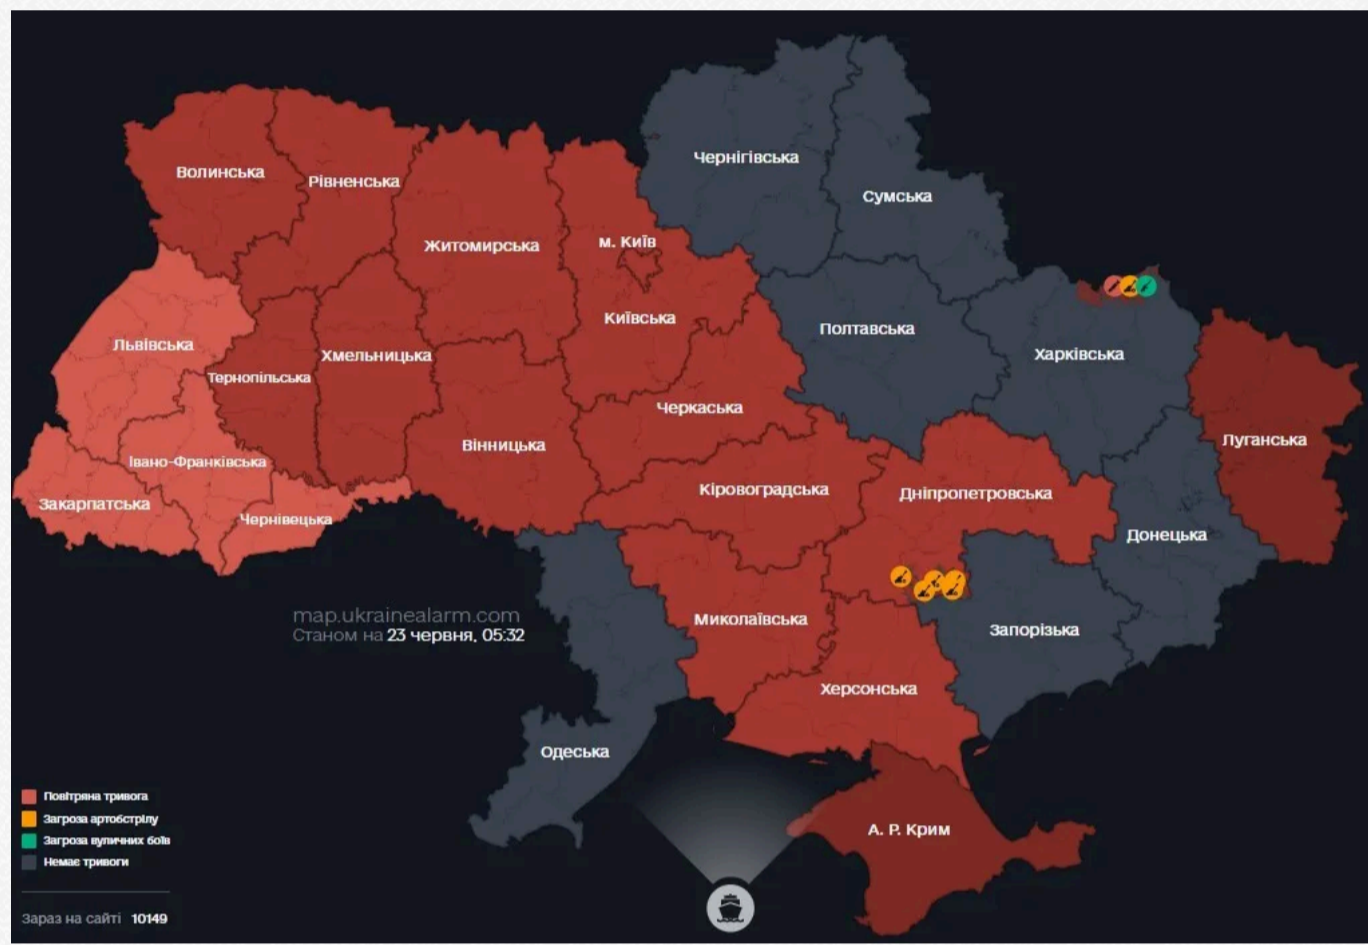 Чернігівська
Волинська
Рівненська
Сумська
Житомирська
м. Київ
Київська
Полтавська
Львівська
Хмельницька
Харківська
Тернопільська
Черкаська
Луганська
Вінницька
Івано-Франківська
Кіровоградська
Дніпропетровська
Закарпатська
Чернівецька
Донецька
map.ukrainealarm.com
Станом на 23 червня, 05:32
Миколаївська
Запорізька
Херсонська
Одеська
А. Р. Крим
Повітряна тривога
Загроза артобстрілу
Загроза вуличних боїв
Немає тривоги
Зараз на сайті 10149